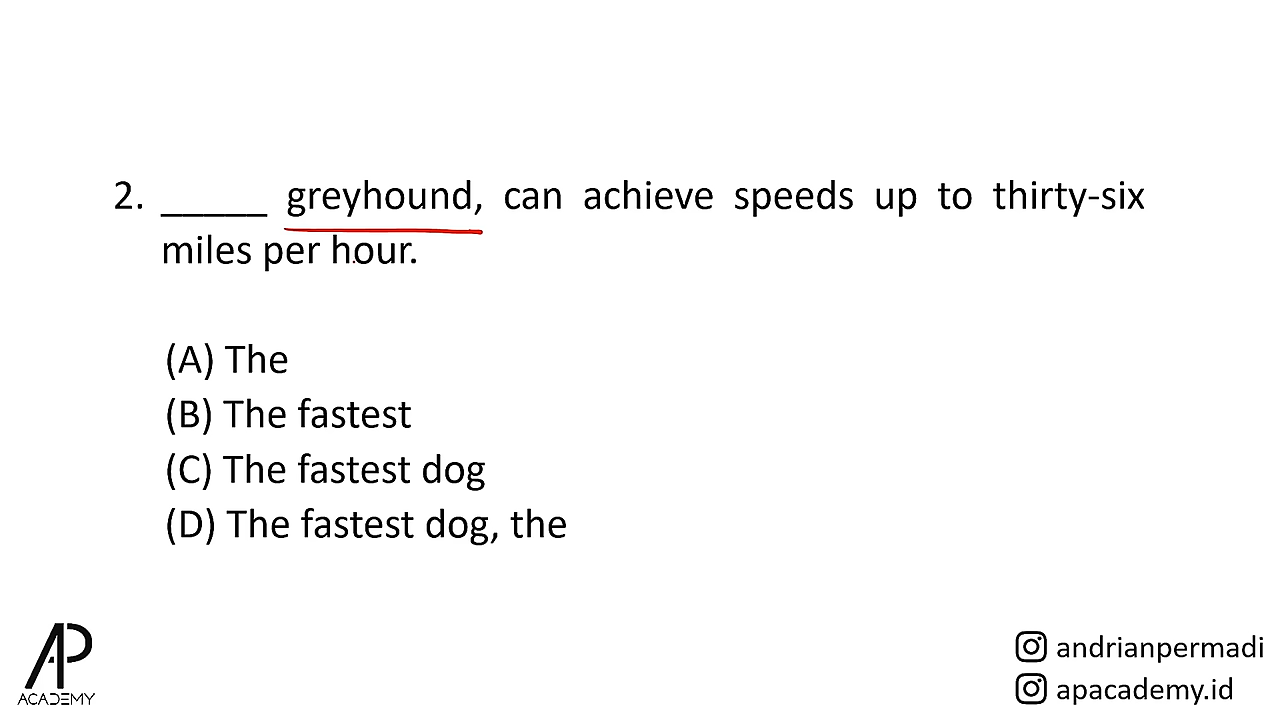 2. _____ greyhound, can achieve speeds up to thirty-six
miles per hour.
(A) The
(B) The fastest
(C) The fastest dog
(D) The fastest dog, the
AP
ACADEMY
andrianpermadi
apacademy.id